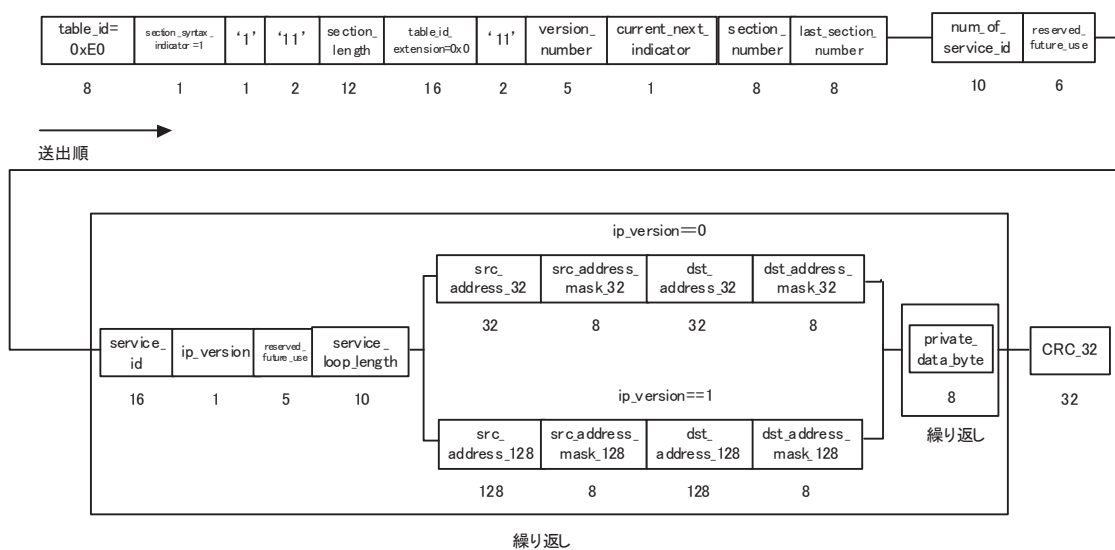 table_id=
0xE0
section_syntax_
indicator =1
‘1’
‘11’
section_
length
table_id_
extension=0x0
‘11’
version_
number
current_next_
indicator
section_
number
last_section_
number
num_of_
service_id
reserved_
future_use
8
1
1
2
12
16
2
5
1
8
8
10
6
送出順
ip_version==0
src_
address_32
src_address_
mask_32
dst_
address_32
dst_address_
mask_32
32
8
32
8
service_
id
ip_version
reserved_
future_use
service_
loop_length
16
1
5
10
private_
data_byte
8
繰り返し
CRC_32
32
ip_version==1
src_
address_128
src_address_
mask_128
dst_
address_128
dst_address_
mask_128
128
8
128
8
繰り返し